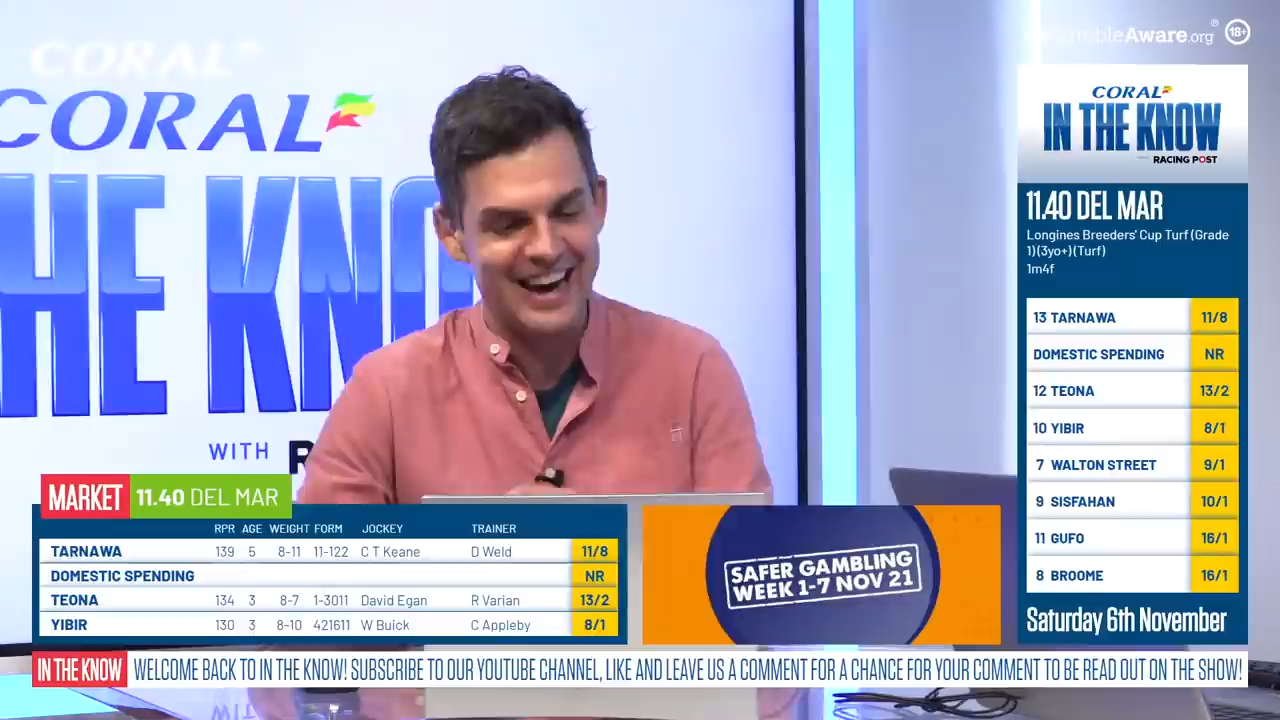 CORAL
GambleAware.org® 18+
CORAL
THE KNO
WITH R
CORAL
IN THE KNOW
RACING POST
11.40 DEL MAR
Longines Breeders' Cup Turf (Grade
1) (3yo+) (Turf)
1m4f
13 TARNAWA 11/8
DOMESTIC SPENDING NR
12 TEONA 13/2
10 YIBIR 8/1
7 WALTON STREET 9/1
9 SISFAHAN 10/1
11 GUFO 16/1
8 BROOME 16/1
Saturday 6th November
MARKET 11.40 DEL MAR
RPR AGE WEIGHT FORM JOCKEY TRAINER
TARNAWA 139 5 8-11 11-122 C T Keane D Weld 11/8
DOMESTIC SPENDING NR
TEONA 134 3 8-7 1-3011 David Egan R Varian 13/2
YIBIR 130 3 8-10 421611 W Buick C Appleby 8/1
SAFER GAMBLING
WEEK 1-7 NOV 21
IN THE KNOW WELCOME BACK TO IN THE KNOW! SUBSCRIBE TO OUR YOUTUBE CHANNEL, LIKE AND LEAVE US A COMMENT FOR A CHANCE FOR YOUR COMMENT TO BE READ OUT ON THE SHOW!